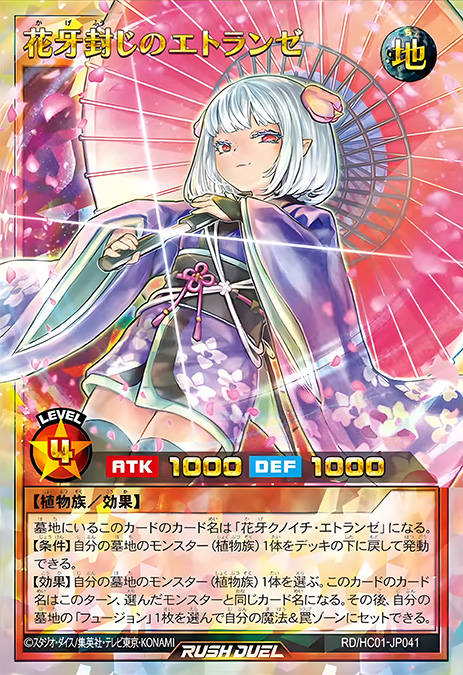 花牙封じのエトランゼ
地
LEVEL
4
ATK 1000 DEF 1000
【植物族／効果】
墓地にいるこのカードのカード名は「花牙クノイチ・エトランゼ」になる。
【条件】自分の墓地のモンスター(植物族)1体をデッキの下に戻して発動
できる。
【効果】自分の墓地のモンスター(植物族)1体を選ぶ。このカードのカード
名はこのターン、選んだモンスターと同じカード名になる。その後、自分の
墓地の「フュージョン」1枚を選んで自分の魔法&罠ゾーンにセットできる。
©スタジオ・ダイス/集英社・テレビ東京・KONAMI
RUSH DUEL
RD/HC01-JP041